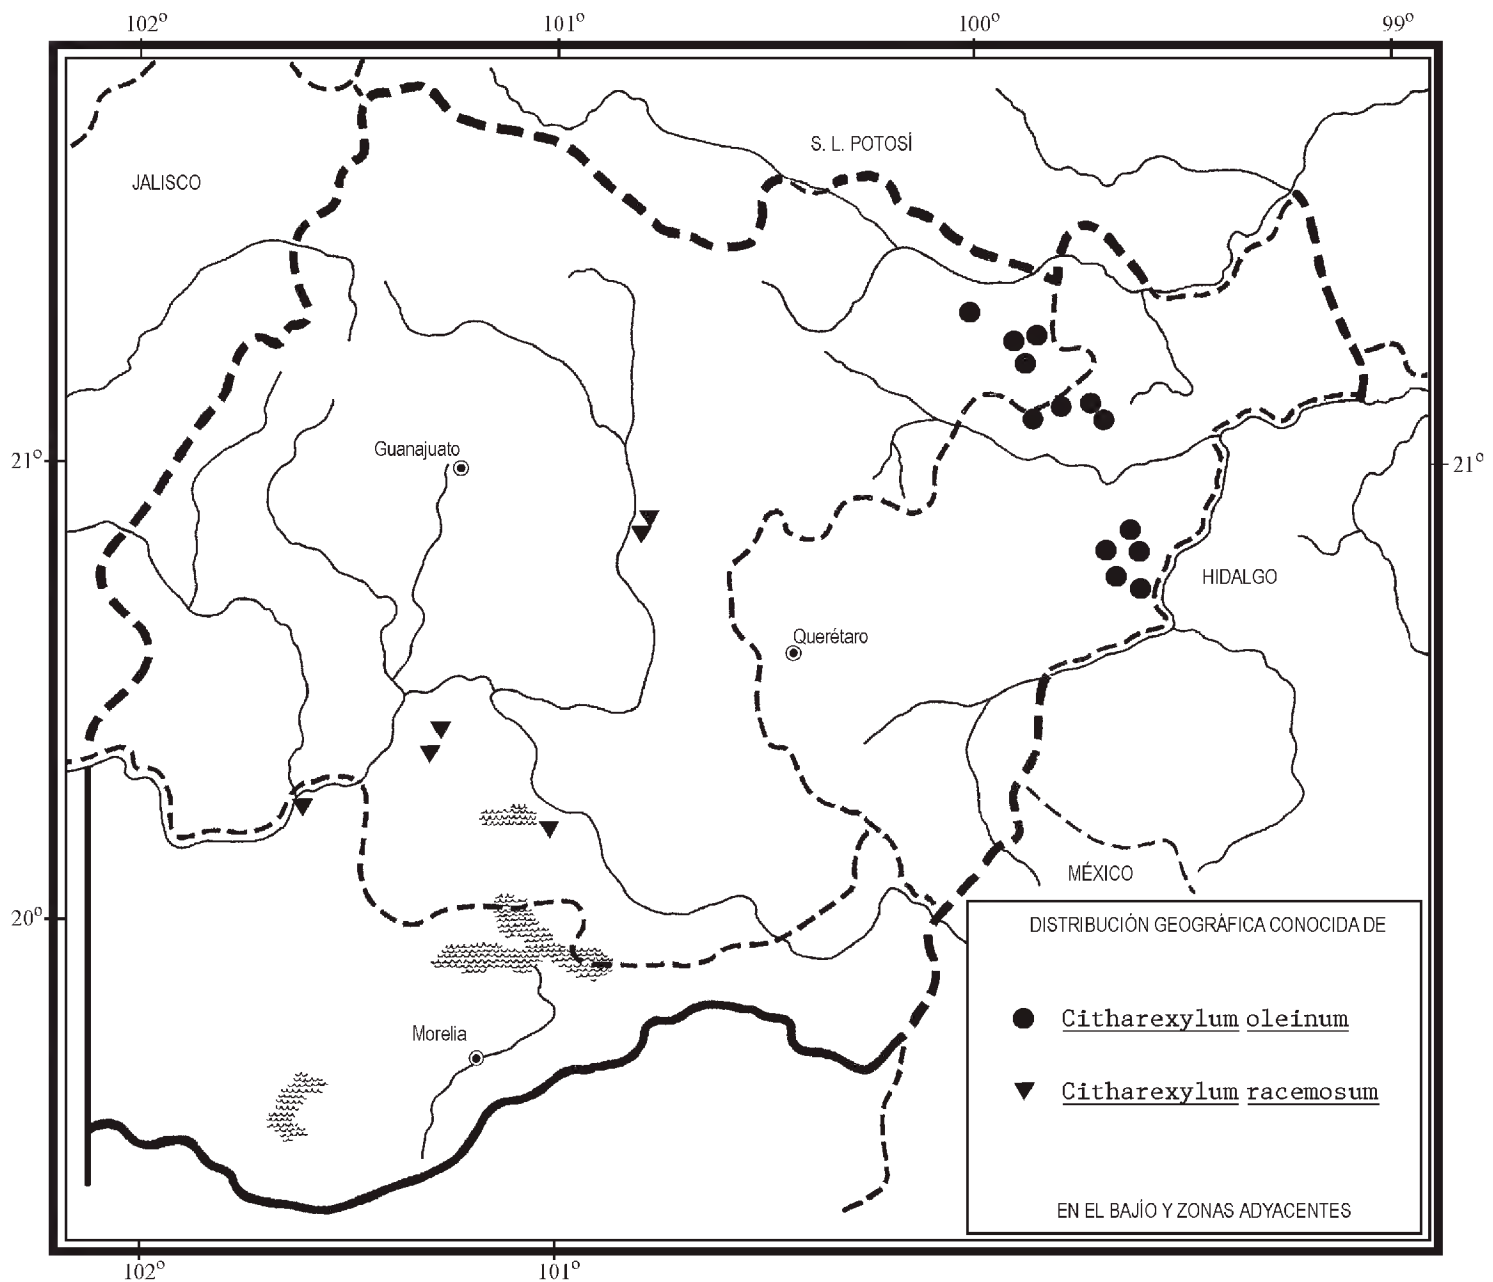 102º 101º 100º 99º
S. L. POTOSÍ
JALISCO
Guanajuato
21º 21º
HIDALGO
Querétaro
MÉXICO
20º
DISTRIBUCIÓN GEOGRÁFICA CONOCIDA DE
Citharexylum oleinum
Morelia
Citharexylum racemosum
EN EL BAJÍO Y ZONAS ADYACENTES
102º 101º